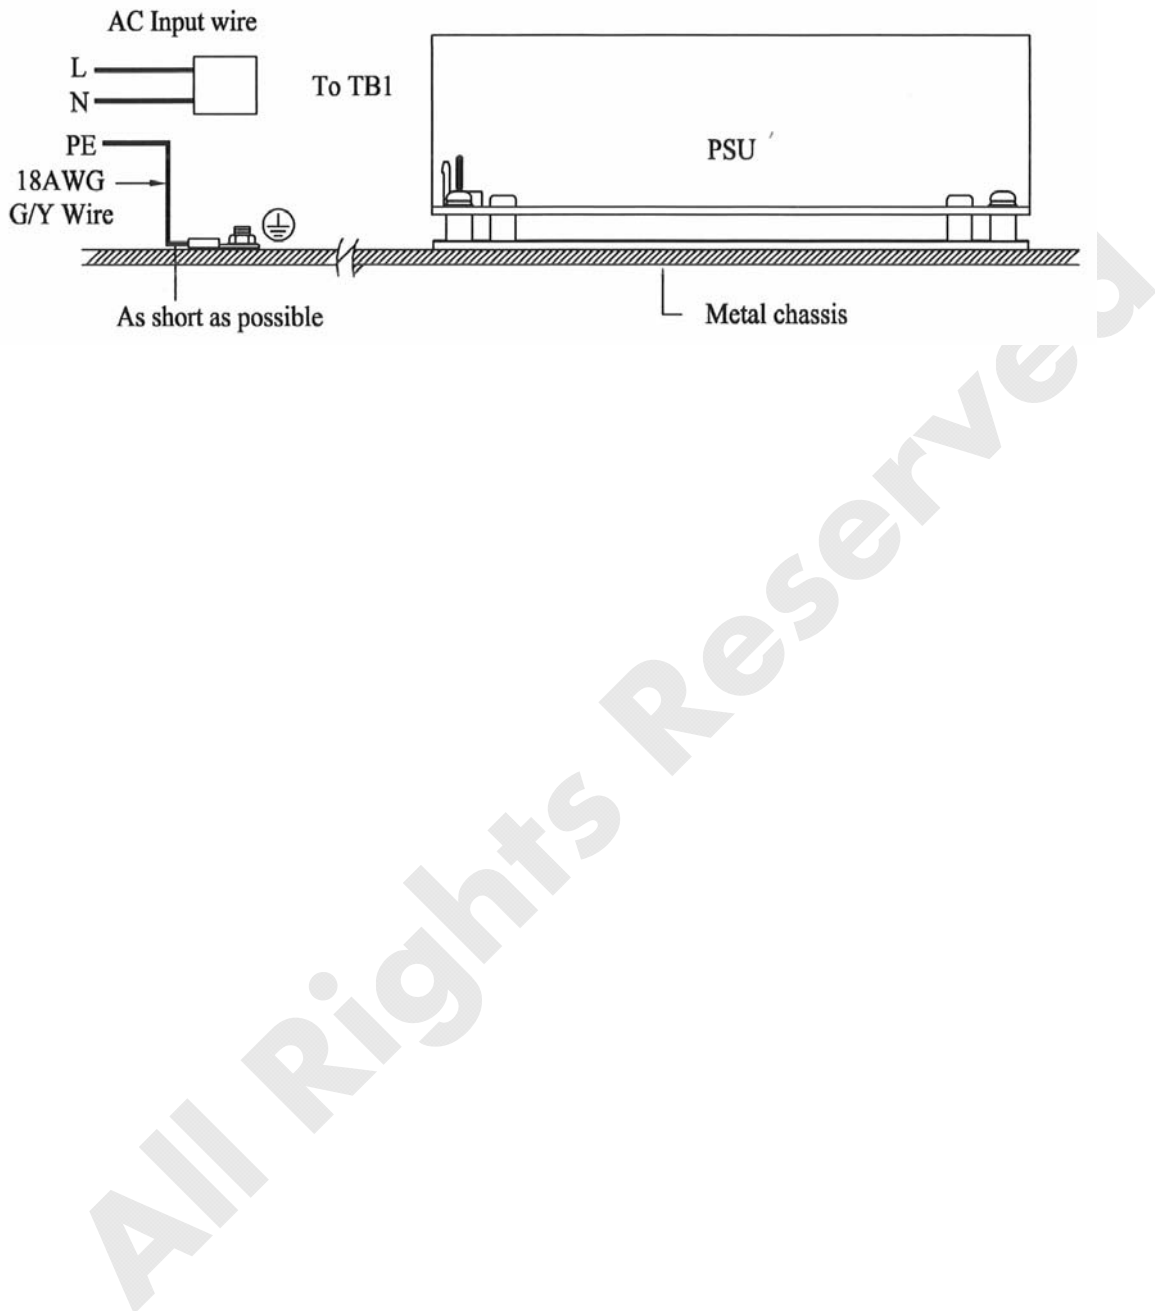 AC Input wire
L
N
To TB1
PE
PSU
18AWG
G/Y Wire
As short as possible
Metal chassis
All Rights Reserved